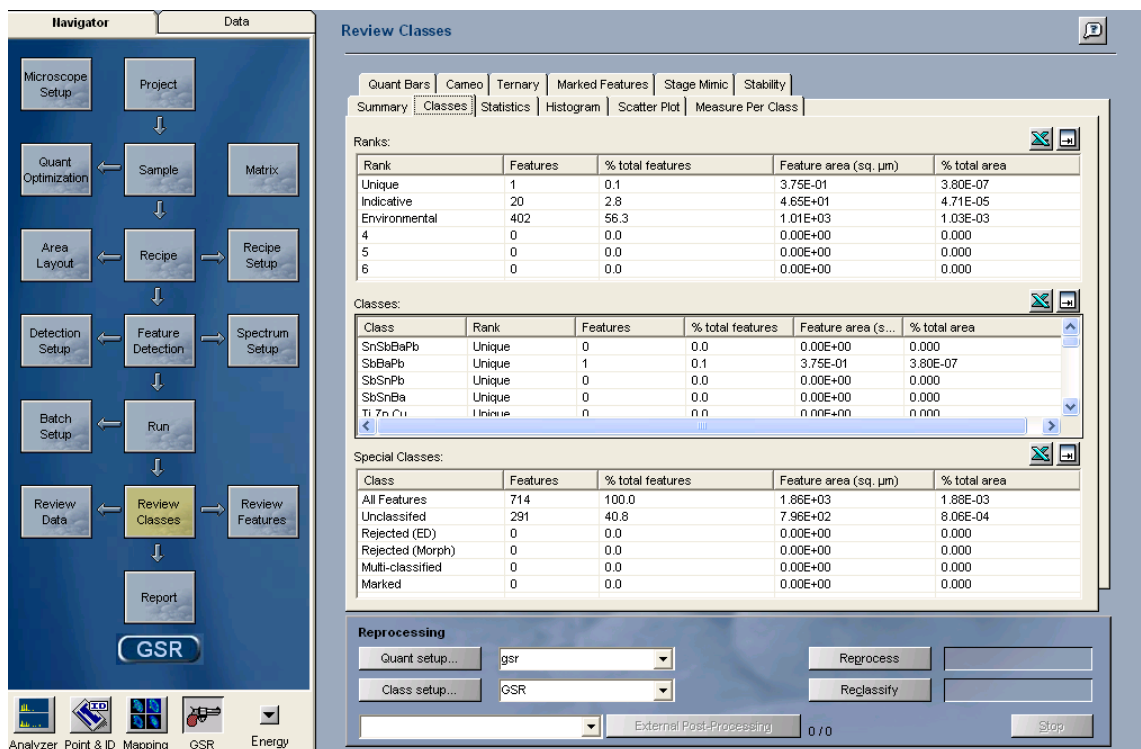 Navigator Data
Microscope Setup
Project
Quant Optimization
Sample
Matrix
Area Layout
Recipe
Recipe Setup
Detection Setup
Feature Detection
Spectrum Setup
Batch Setup
Run
Review Data
Review Classes
Review Features
Report
GSR
Analyzer Point & ID Mapping GSR Energy
Review Classes
Quant Bars Cameo Ternary Marked Features Stage Mimic Stability
Summary Classes Statistics Histogram Scatter Plot Measure Per Class
Ranks:
Rank Features % total features Feature area (sq. µm) % total area
Unique 1 0.1 3.75E-01 3.80E-07
Indicative 20 2.8 4.65E+01 4.71E-05
Environmental 402 56.3 1.01E+03 1.03E-03
4 0 0.0 0.00E+00 0.000
5 0 0.0 0.00E+00 0.000
6 0 0.0 0.00E+00 0.000
Classes:
Class Rank Features % total features Feature area (s... % total area
SnSbBaPb Unique 0 0.0 0.00E+00 0.000
SbBaPb Unique 1 0.1 3.75E-01 3.80E-07
SbSnPb Unique 0 0.0 0.00E+00 0.000
SbSnBa Unique 0 0.0 0.00E+00 0.000
Ti Zn Cu Unique 0 0.0 0.00E+00 0.000
Special Classes:
Class Features % total features Feature area (sq. µm) % total area
All Features 714 100.0 1.86E+03 1.88E-03
Unclassifed 291 40.8 7.96E+02 8.06E-04
Rejected (ED) 0 0.0 0.00E+00 0.000
Rejected (Morph) 0 0.0 0.00E+00 0.000
Multi-classified 0 0.0 0.00E+00 0.000
Marked 0 0.0 0.00E+00 0.000
Reprocessing
Quant setup... gsr Reprocess
Class setup... GSR Reclassify
External Post-Processing 0 / 0 Stop